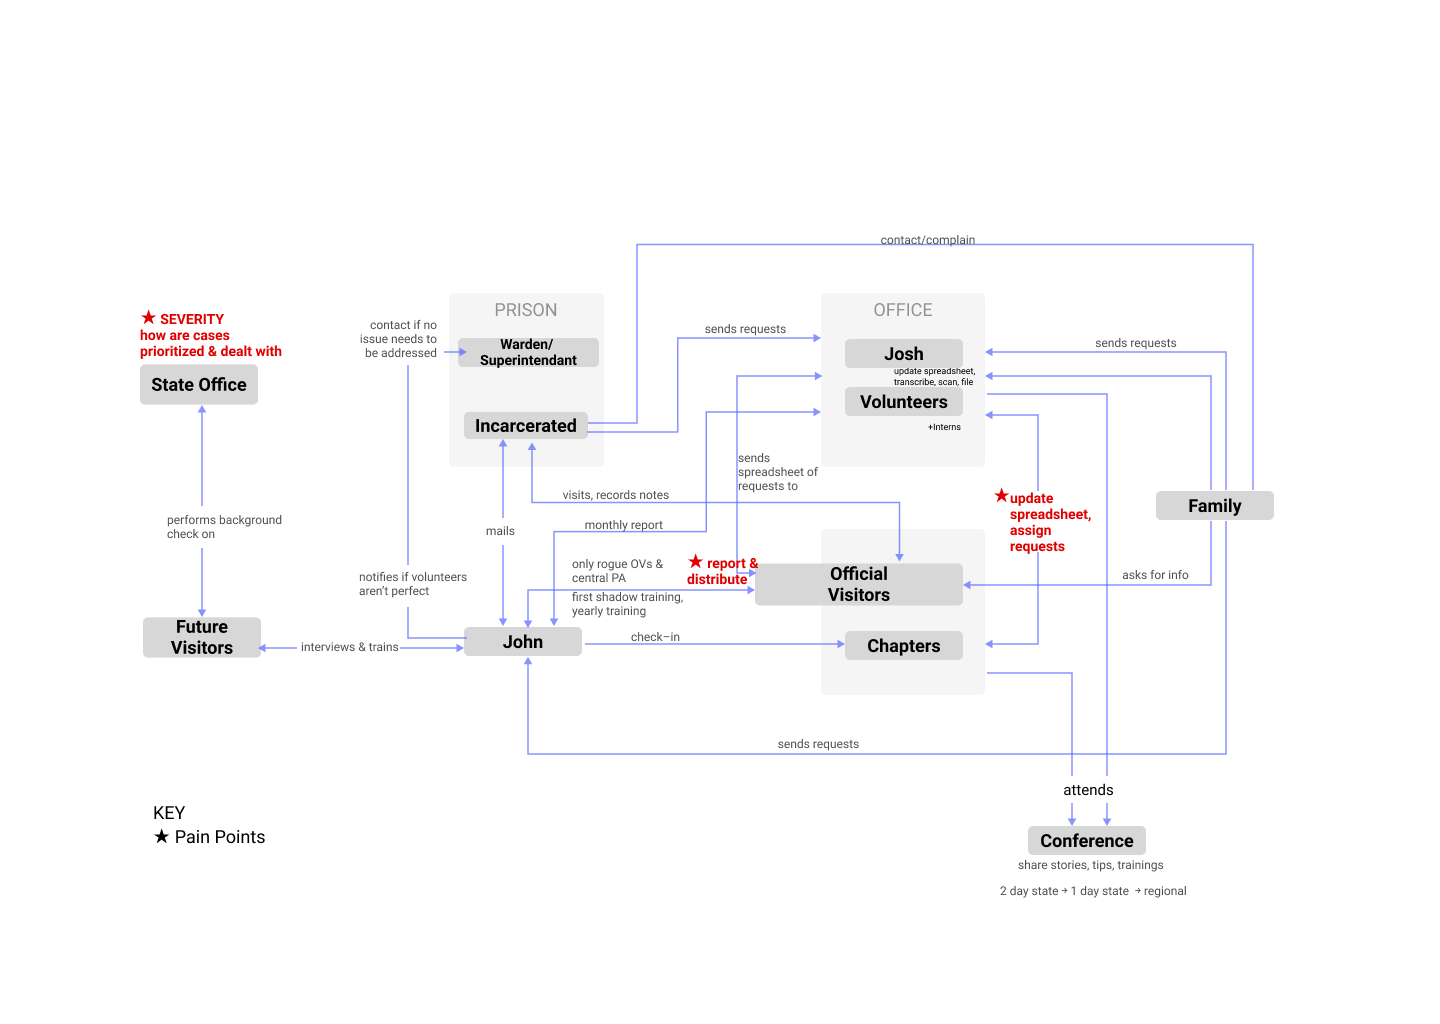 contact/complain
PRISON
OFFICE
★ SEVERITY
how are cases
prioritized & dealt with
State Office
contact if no
issue needs to
be addressed
Warden/
Superintendant
Incarcerated
sends requests
Josh
update spreadsheet,
transcribe, scan, file
Volunteers
+Interns
sends requests
sends
spreadsheet of
requests to
visits, records notes
monthly report
mails
★ update
spreadsheet,
assign
requests
Family
performs background
check on
only rogue OVs &
central PA
★ report &
distribute
first shadow training,
yearly training
Official
Visitors
asks for info
notifies if volunteers
aren't perfect
Future
Visitors
interviews & trains
John
check–in
Chapters
sends requests
attends
Conference
share stories, tips, trainings
2 day state → 1 day state → regional
KEY
★ Pain Points